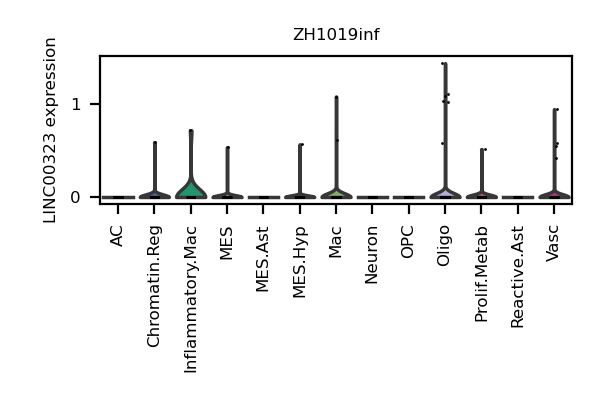 ZH1019inf
LINC00323 expression
1
0
AC
Chromatin.Reg
Inflammatory.Mac
MES
MES.Ast
MES.Hyp
Mac
Neuron
OPC
Oligo
Prolif.Metab
Reactive.Ast
Vasc